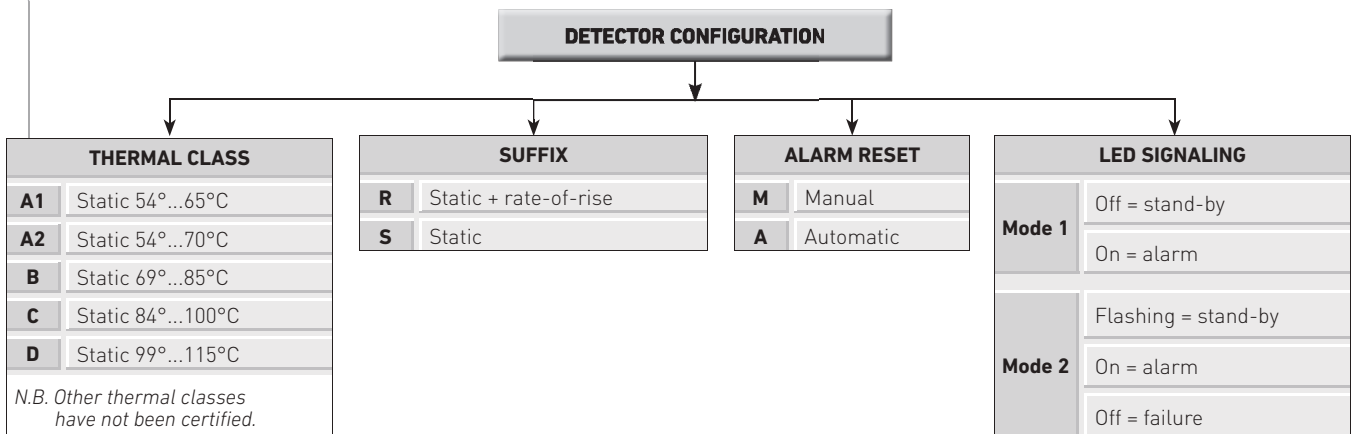 DETECTOR CONFIGURATION
THERMAL CLASS
A1 Static 54°...65°C
A2 Static 54°...70°C
B Static 69°...85°C
C Static 84°...100°C
D Static 99°...115°C
N.B. Other thermal classes
have not been certified.
SUFFIX
R Static + rate-of-rise
S Static
ALARM RESET
M Manual
A Automatic
LED SIGNALING
Mode 1
Off = stand-by
On = alarm
Mode 2
Flashing = stand-by
On = alarm
Off = failure